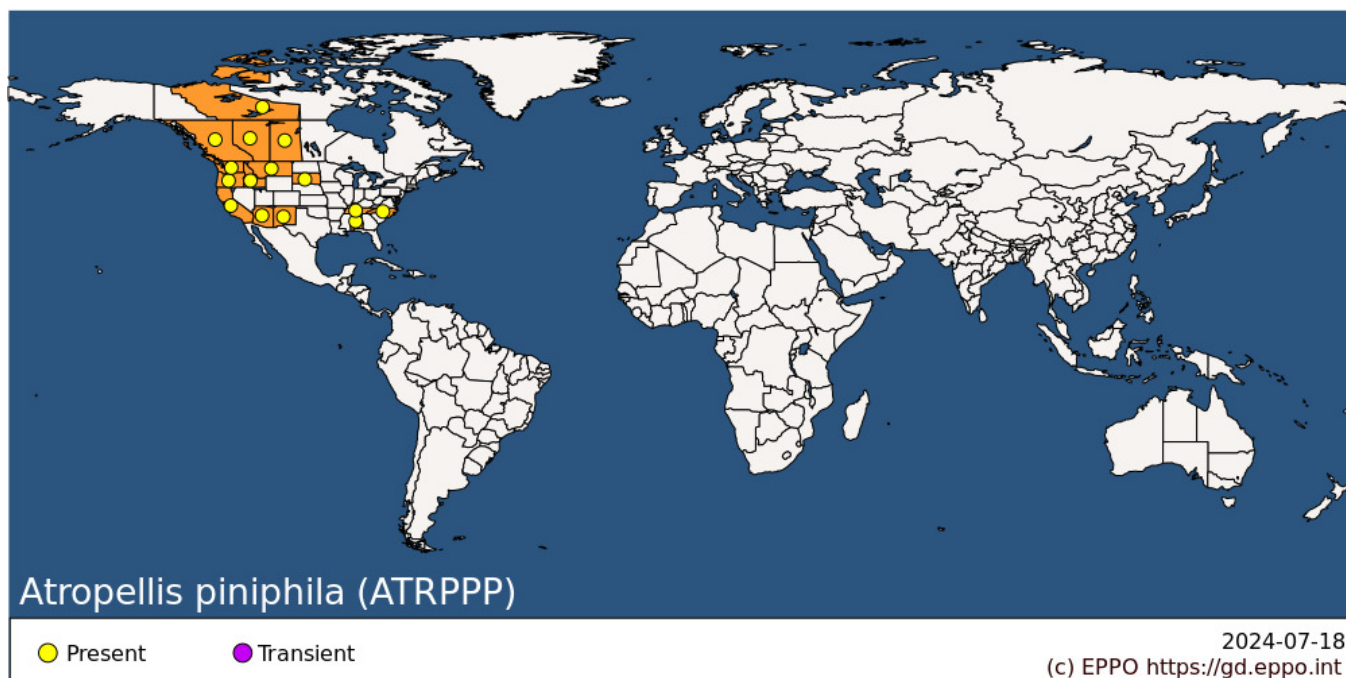 Atropellis piniphila (ATRPPP)
Present
Transient
2024-07-18
(c) EPPO https://gd.eppo.int